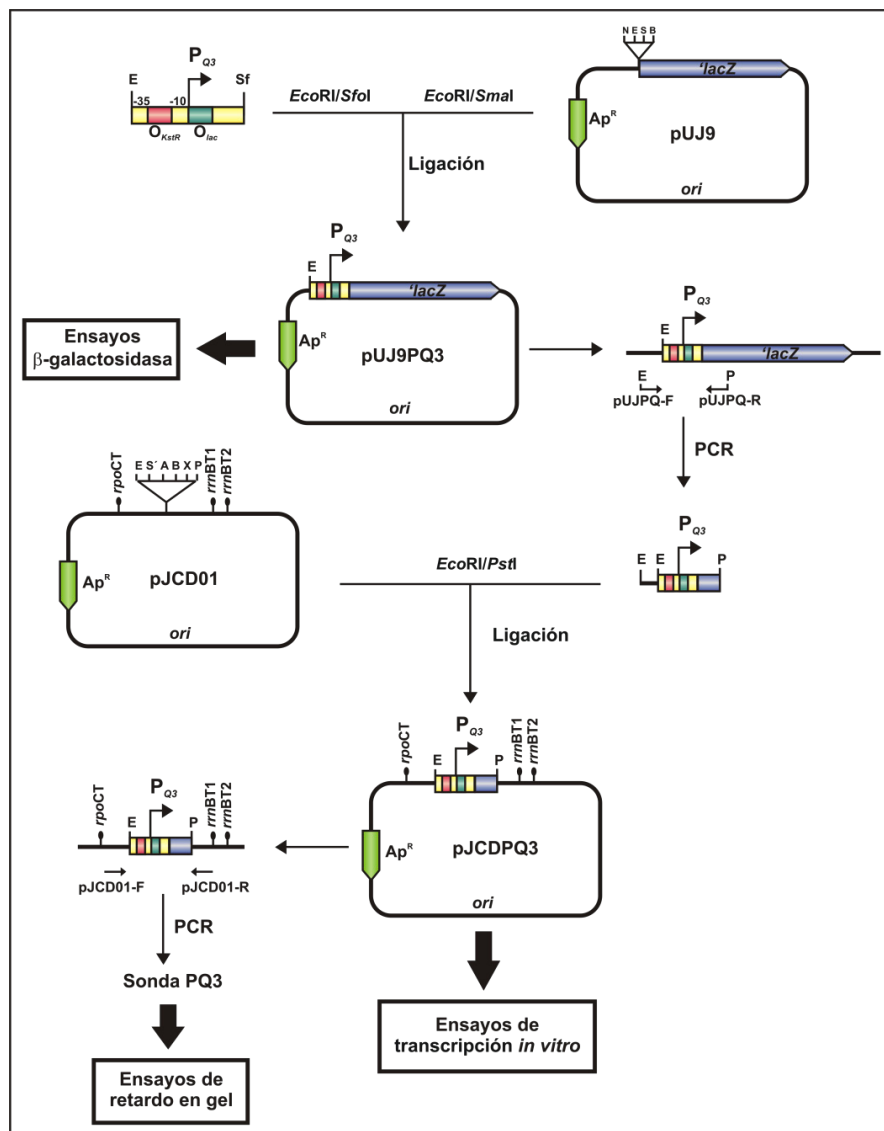 P Q3
E
Sf
-35
-10
O KstR
O lac
EcoRI/SfoI
EcoRI/SmaI
N E S B
'lacZ
Ap R
pUJ9
ori
Ligación
P Q3
E
'lacZ
Ap R
pUJ9PQ3
ori
Ensayos
β-galactosidasa
P Q3
E
'lacZ
E
P
pUJPQ-F
pUJPQ-R
PCR
rpoCT
E S´ A B X P
rrnBT1
rrnBT2
Ap R
pJCD01
ori
EcoRI/PstI
P Q3
E
E
P
Ligación
rpoCT
P Q3
E
P
rrnBT1
rrnBT2
Ap R
pJCDPQ3
ori
rpoCT
P Q3
E
P
rrnBT1
rrnBT2
pJCD01-F
pJCD01-R
PCR
Sonda PQ3
Ensayos de
transcripción in vitro
Ensayos de
retardo en gel